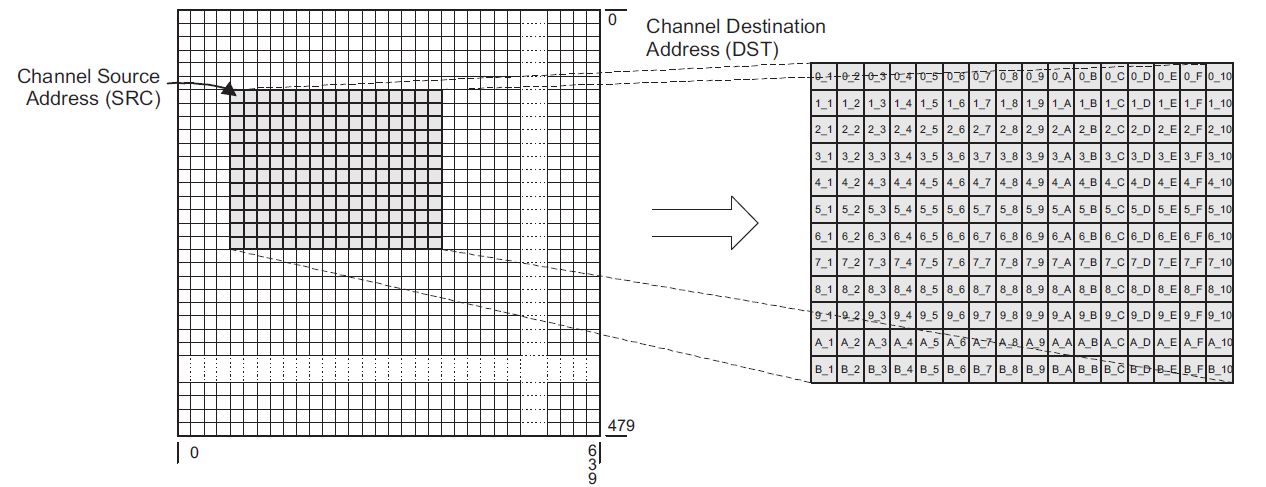 0
Channel Destination
Address (DST)
Channel Source
Address (SRC)
0_1 0_2 0_3 0_4 0_5 0_6 0_7 0_8 0_9 0_A 0_B 0_C 0_D 0_E 0_F 0_10
1_1 1_2 1_3 1_4 1_5 1_6 1_7 1_8 1_9 1_A 1_B 1_C 1_D 1_E 1_F 1_10
2_1 2_2 2_3 2_4 2_5 2_6 2_7 2_8 2_9 2_A 2_B 2_C 2_D 2_E 2_F 2_10
3_1 3_2 3_3 3_4 3_5 3_6 3_7 3_8 3_9 3_A 3_B 3_C 3_D 3_E 3_F 3_10
4_1 4_2 4_3 4_4 4_5 4_6 4_7 4_8 4_9 4_A 4_B 4_C 4_D 4_E 4_F 4_10
5_1 5_2 5_3 5_4 5_5 5_6 5_7 5_8 5_9 5_A 5_B 5_C 5_D 5_E 5_F 5_10
6_1 6_2 6_3 6_4 6_5 6_6 6_7 6_8 6_9 6_A 6_B 6_C 6_D 6_E 6_F 6_10
7_1 7_2 7_3 7_4 7_5 7_6 7_7 7_8 7_9 7_A 7_B 7_C 7_D 7_E 7_F 7_10
8_1 8_2 8_3 8_4 8_5 8_6 8_7 8_8 8_9 8_A 8_B 8_C 8_D 8_E 8_F 8_10
9_1 9_2 9_3 9_4 9_5 9_6 9_7 9_8 9_9 9_A 9_B 9_C 9_D 9_E 9_F 9_10
A_1 A_2 A_3 A_4 A_5 A_6 A_7 A_8 A_9 A_A A_B A_C A_D A_E A_F A_10
B_1 B_2 B_3 B_4 B_5 B_6 B_7 B_8 B_9 B_A B_B B_C B_D B_E B_F B_10
479
0
6
3
9